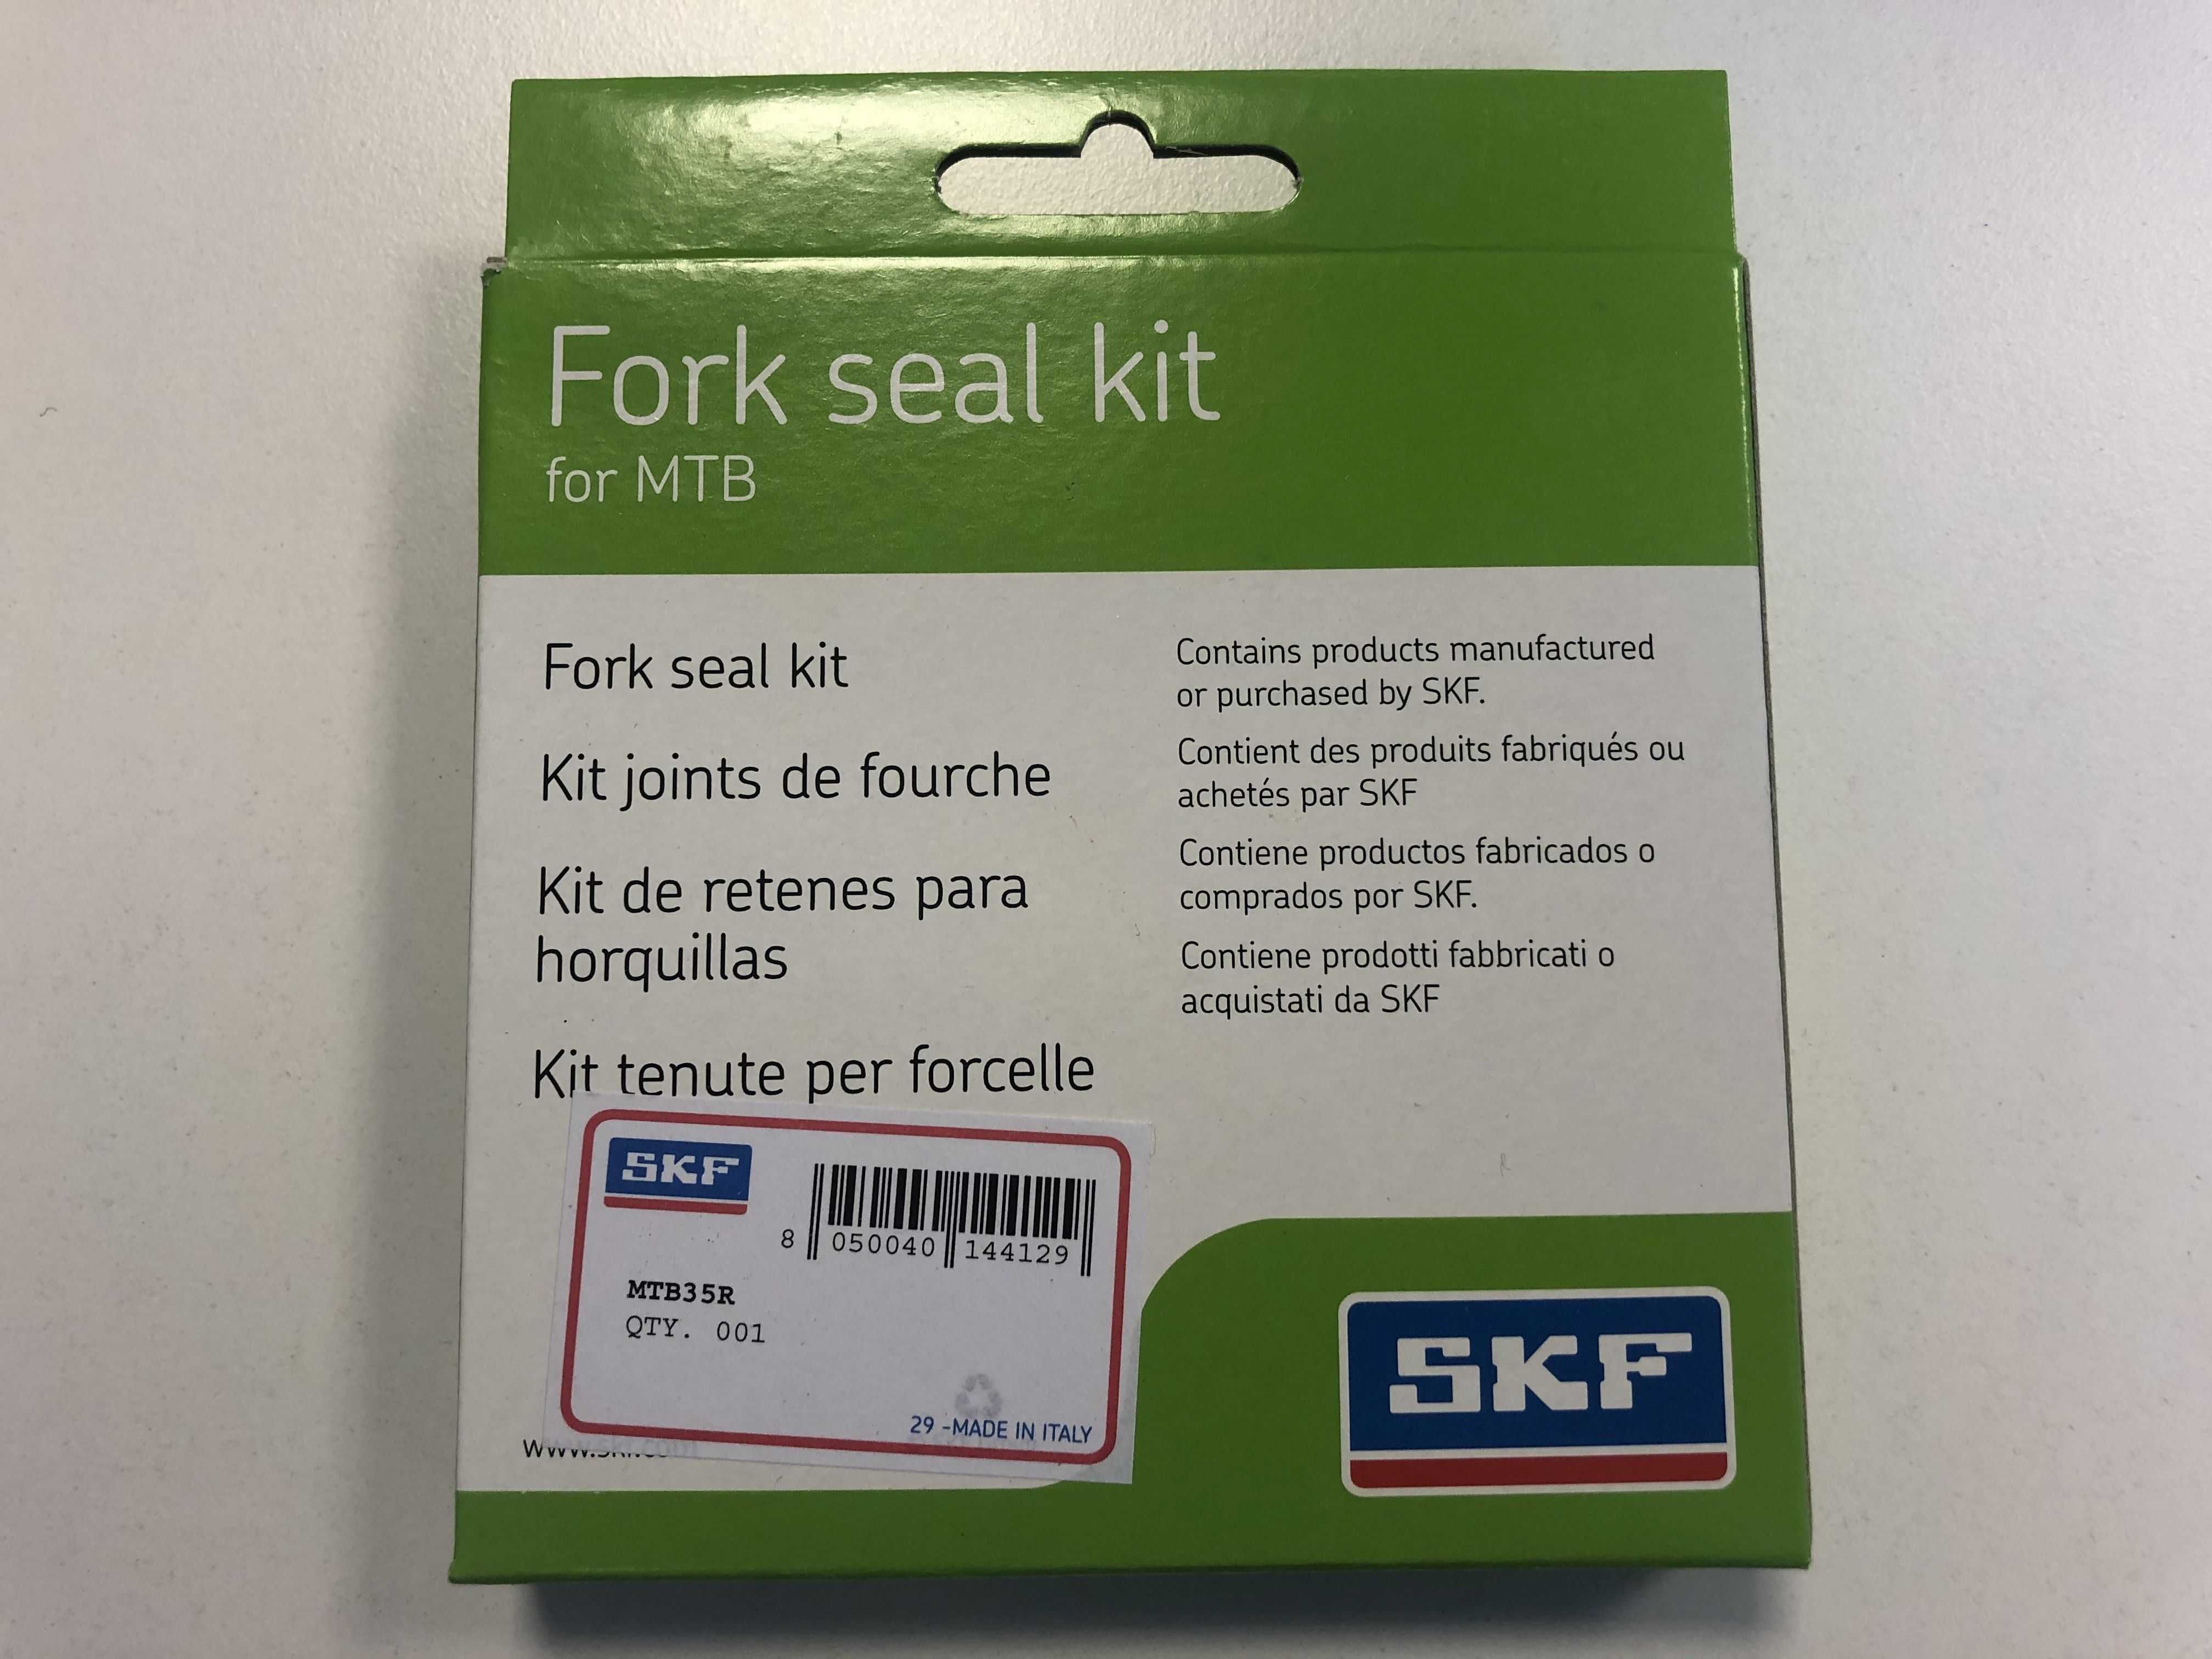 Fork seal kit
for MTB
Fork seal kit
Kit joints de fourche
Kit de retenes para
horquillas
Kit tenute per forcelle
Contains products manufactured
or purchased by SKF.
Contient des produits fabriqués ou
achetés par SKF
Contiene productos fabricados o
comprados por SKF.
Contiene prodotti fabbricati o
acquistati da SKF
SKF
8 050040 144129
MTB35R
QTY. 001
29 -MADE IN ITALY
www.skf.com
SKF